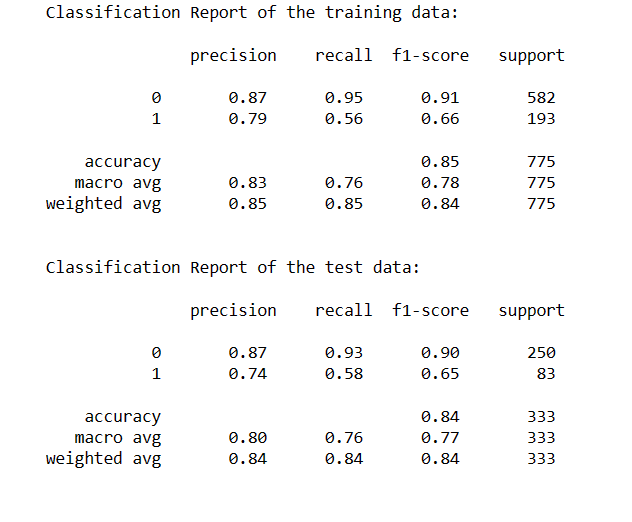 Classification Report of the training data:
precision recall f1-score support
0 0.87 0.95 0.91 582
1 0.79 0.56 0.66 193
accuracy 0.85 775
macro avg 0.83 0.76 0.78 775
weighted avg 0.85 0.85 0.84 775
Classification Report of the test data:
precision recall f1-score support
0 0.87 0.93 0.90 250
1 0.74 0.58 0.65 83
accuracy 0.84 333
macro avg 0.80 0.76 0.77 333
weighted avg 0.84 0.84 0.84 333